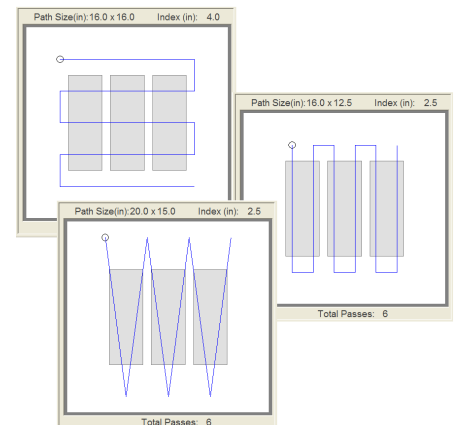 Path Size(in):16.0 x 16.0 Index (in): 4.0
Path Size(in):16.0 x 12.5 Index (in): 2.5
Total Passes: 6
Path Size(in):20.0 x 15.0 Index (in): 2.5
Total Passes: 6